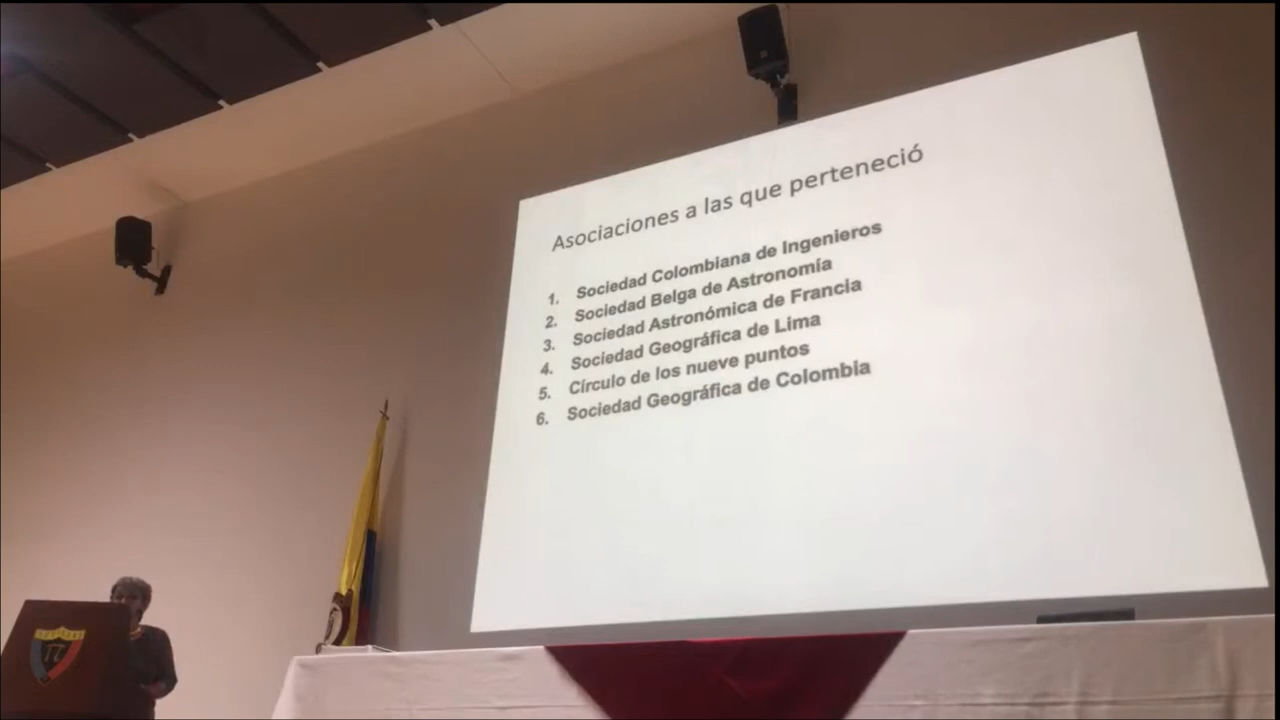 Asociaciones a las que perteneció
1. Sociedad Colombiana de Ingenieros
2. Sociedad Belga de Astronomía
3. Sociedad Astronómica de Francia
4. Sociedad Geográfica de Lima
5. Círculo de los nueve puntos
6. Sociedad Geográfica de Colombia
π